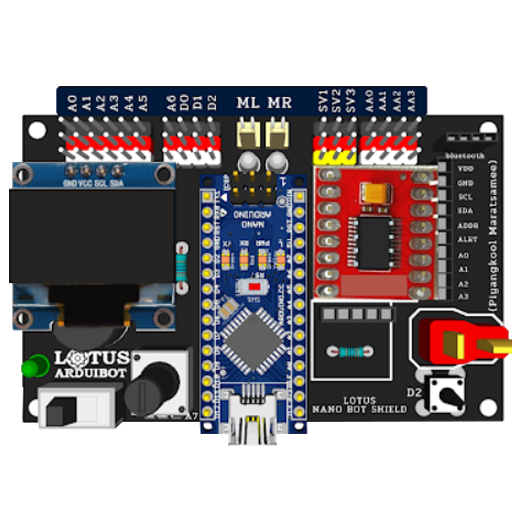 A0 A1 A2 A3 A4 A5 A6 D0 D1 D2 ML MR SV1 SV2 SV3 AA0 AA1 AA2 AA3
bluetooth
GND VCC SCL SDA
VDD
GND
SCL
SDA
ADDR
ALRT
A0
A1
A2
A3
(Piyangkool Maratsamee)
NANO
ARDUINO
LOTUS
ARDUIBOT
A7
D2
LOTUS
NANO BOT SHIELD